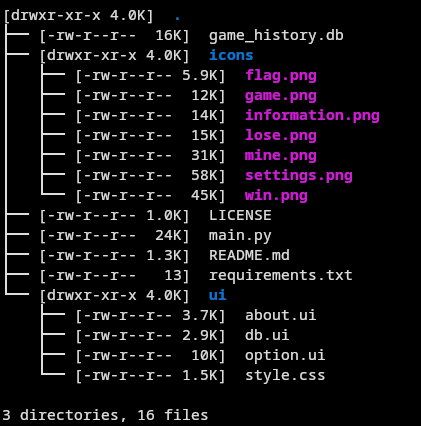 [drwxr-xr-x 4.0K]  .
├── [-rw-r--r--  16K]  game_history.db
├── [drwxr-xr-x 4.0K]  icons
│   ├── [-rw-r--r-- 5.9K]  flag.png
│   ├── [-rw-r--r--  12K]  game.png
│   ├── [-rw-r--r--  14K]  information.png
│   ├── [-rw-r--r--  15K]  lose.png
│   ├── [-rw-r--r--  31K]  mine.png
│   ├── [-rw-r--r--  58K]  settings.png
│   └── [-rw-r--r--  45K]  win.png
├── [-rw-r--r-- 1.0K]  LICENSE
├── [-rw-r--r--  24K]  main.py
├── [-rw-r--r-- 1.3K]  README.md
├── [-rw-r--r--   13]  requirements.txt
└── [drwxr-xr-x 4.0K]  ui
    ├── [-rw-r--r-- 3.7K]  about.ui
    ├── [-rw-r--r-- 2.9K]  db.ui
    ├── [-rw-r--r--  10K]  option.ui
    └── [-rw-r--r-- 1.5K]  style.css

3 directories, 16 files